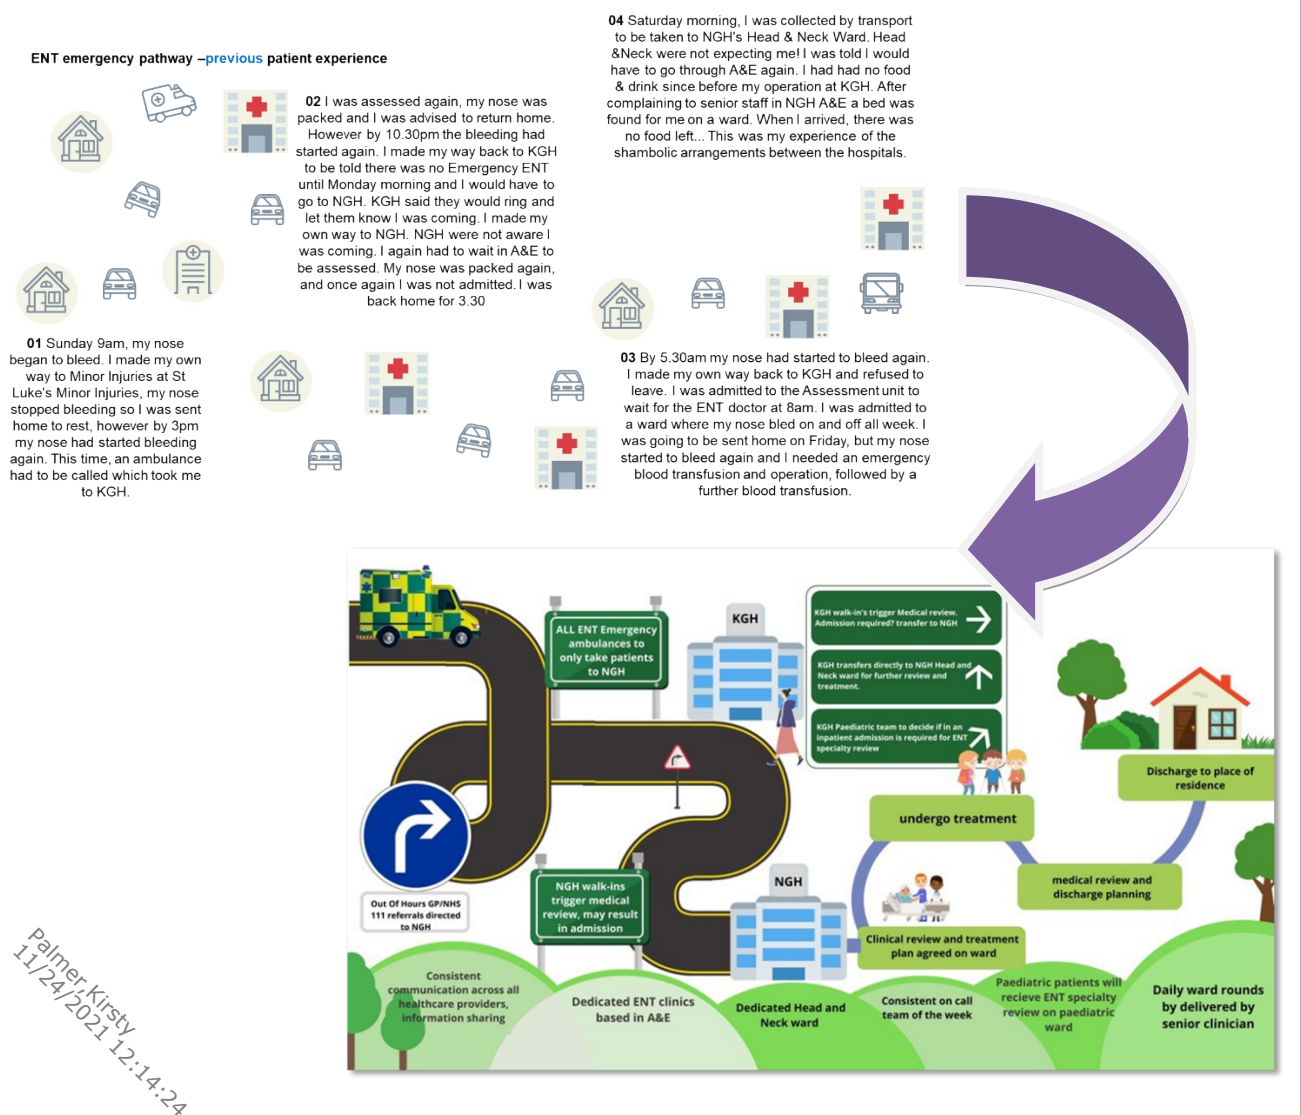 ENT emergency pathway –previous patient experience
01 Sunday 9am, my nose
began to bleed. I made my own
way to Minor Injuries at St
Luke's Minor Injuries, my nose
stopped bleeding so I was sent
home to rest, however by 3pm
my nose had started bleeding
again. This time, an ambulance
had to be called which took me
to KGH.
02 I was assessed again, my nose was
packed and I was advised to return home.
However by 10.30pm the bleeding had
started again. I made my way back to KGH
to be told there was no Emergency ENT
until Monday morning and I would have to
go to NGH. KGH said they would ring and
let them know I was coming. I made my
own way to NGH. NGH were not aware I
was coming. I again had to wait in A&E to
be assessed. My nose was packed again,
and once again I was not admitted. I was
back home for 3.30
03 By 5.30am my nose had started to bleed again.
I made my own way back to KGH and refused to
leave. I was admitted to the Assessment unit to
wait for the ENT doctor at 8am. I was admitted to
a ward where my nose bled on and off all week. I
was going to be sent home on Friday, but my nose
started to bleed again and I needed an emergency
blood transfusion and operation, followed by a
further blood transfusion.
04 Saturday morning, I was collected by transport
to be taken to NGH's Head & Neck Ward. Head
&Neck were not expecting me! I was told I would
have to go through A&E again. I had had no food
& drink since before my operation at KGH. After
complaining to senior staff in NGH A&E a bed was
found for me on a ward. When I arrived, there was
no food left... This was my experience of the
shambolic arrangements between the hospitals.
ALL ENT Emergency
ambulances to
only take patients
to NGH
KGH
KGH walk-in's trigger Medical review.
Admission required? transfer to NGH
KGH transfers directly to NGH Head and
Neck ward for further review and
treatment.
KGH Paediatric team to decide if in an
inpatient admission is required for ENT
specialty review
Out Of Hours GP/NHS
111 referrals directed
to NGH
NGH walk-ins
trigger medical
review, may result
in admission
NGH
Clinical review and treatment
plan agreed on ward
undergo treatment
medical review and
discharge planning
Discharge to place of
residence
Consistent
communication across all
healthcare providers,
information sharing
Dedicated ENT clinics
based in A&E
Dedicated Head and
Neck ward
Consistent on call
team of the week
Paediatric patients will
recieve ENT specialty
review on paediatric
ward
Daily ward rounds
by delivered by
senior clinician
Palmer,Kirsty
11/24/2021 12:14:24